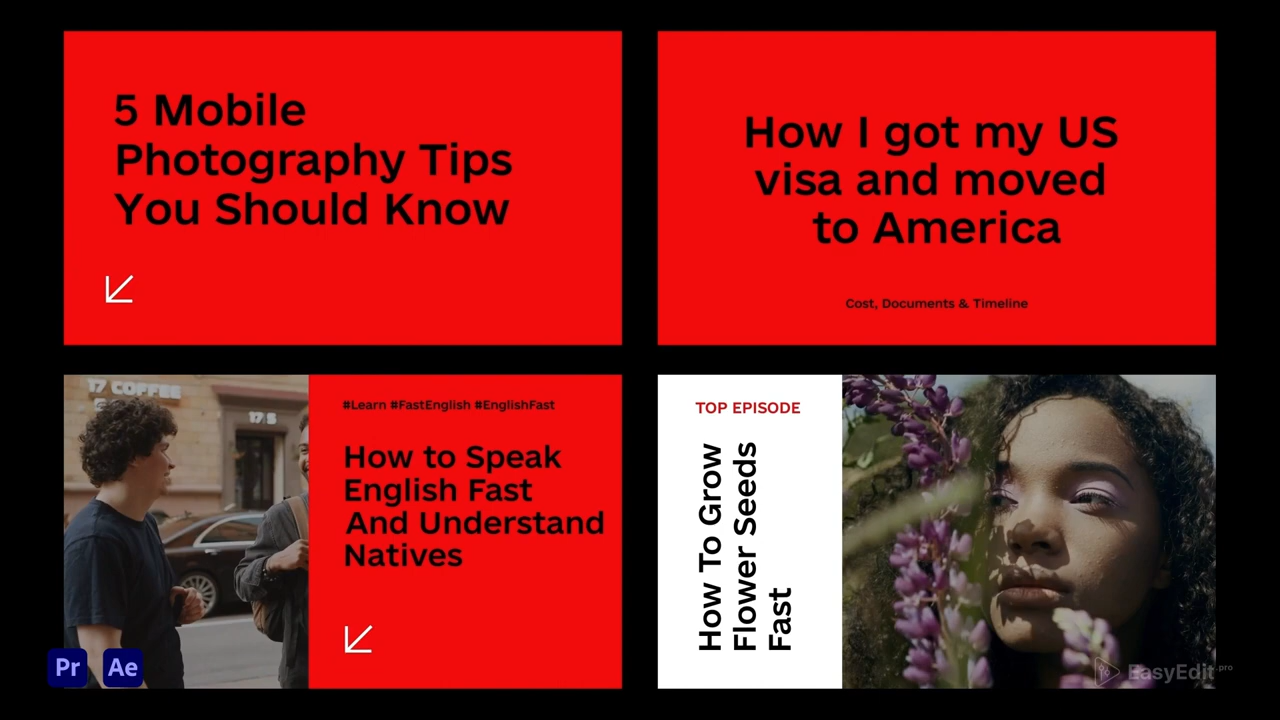 5 Mobile
Photography Tips
You Should Know
How I got my US
visa and moved
to America
Cost, Documents & Timeline
17 COFFEE
17 S
#Learn #FastEnglish #EnglishFast
How to Speak
English Fast
And Understand
Natives
TOP EPISODE
How To Grow
Flower Seeds
Fast
Pr Ae
EasyEdit.pro